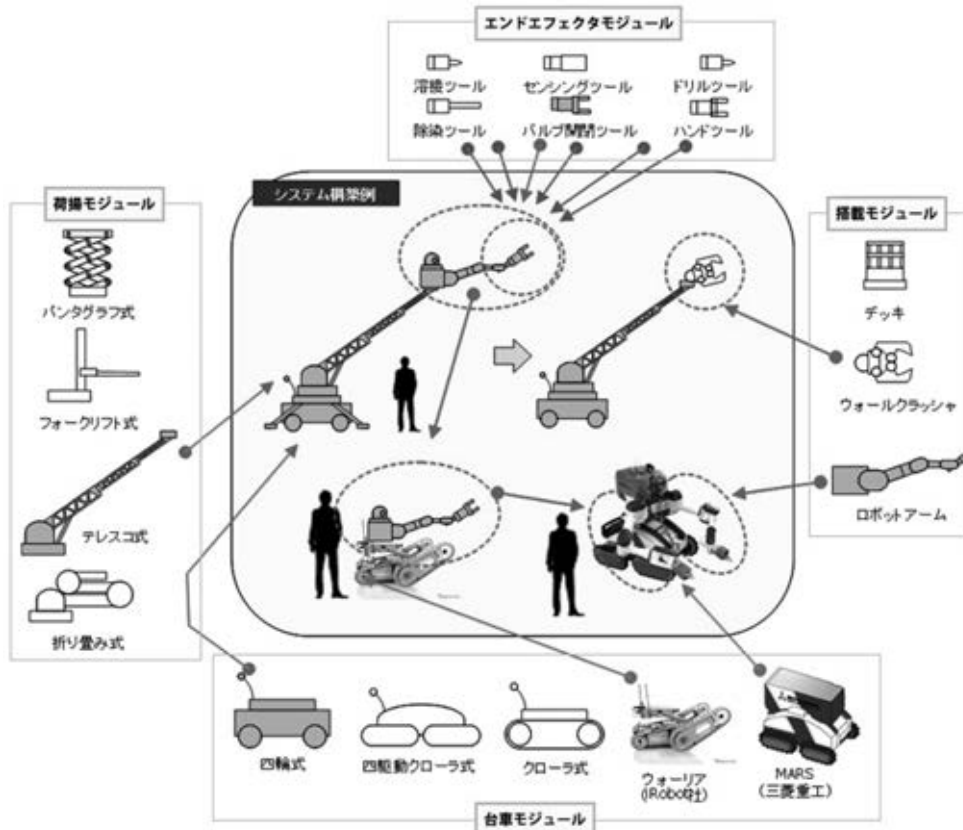 エンドエフェクタモジュール
溶接ツール
センシングツール
ドリルツール
除染ツール
バルブ開閉ツール
ハンドツール
システム構築例
荷揚モジュール
パンタグラフ式
フォークリフト式
テレスコ式
折り畳み式
搭載モジュール
デッキ
ウォールクラッシャ
ロボットアーム
四輪式
四駆動クローラ式
クローラ式
ウォーリア
(iRobot社)
MARS
(三菱重工)
台車モジュール